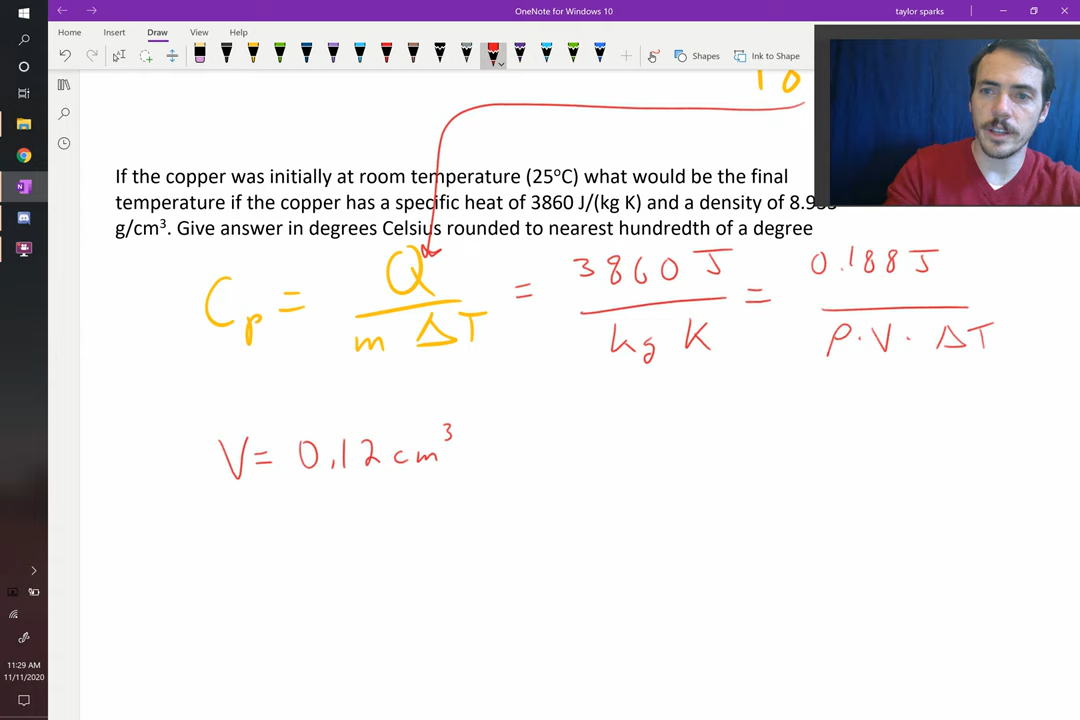 OneNote for Windows 10
taylor sparks
Home Insert Draw View Help
Shapes
Ink to Shape
10
If the copper was initially at room temperature (25°C) what would be the final
temperature if the copper has a specific heat of 3860 J/(kg K) and a density of
g/cm³. Give answer in degrees Celsius rounded to nearest hundredth of a degree
Cp = Q / m ΔT = 3860 J / kg K = 0.188 J / ρ·V·ΔT
V = 0.12 cm³
11:29 AM
11/11/2020